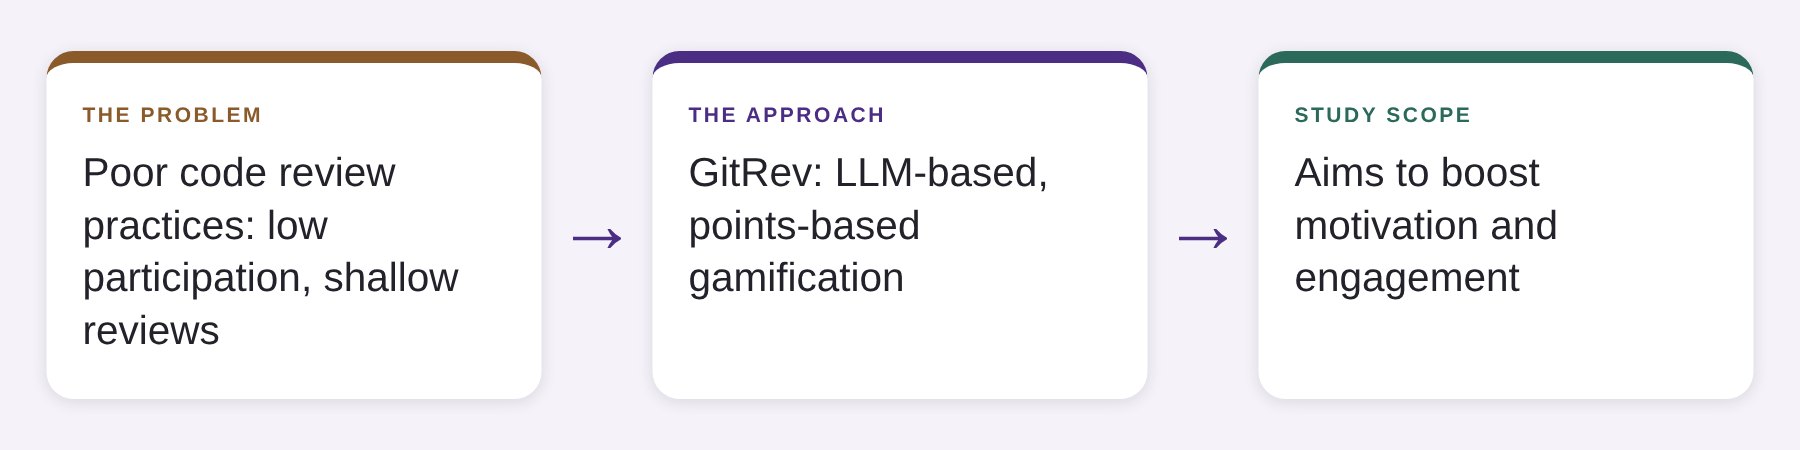 THE PROBLEM
Poor code review
practices: low
participation, shallow
reviews
→
THE APPROACH
GitRev: LLM-based,
points-based
gamification
→
STUDY SCOPE
Aims to boost
motivation and
engagement